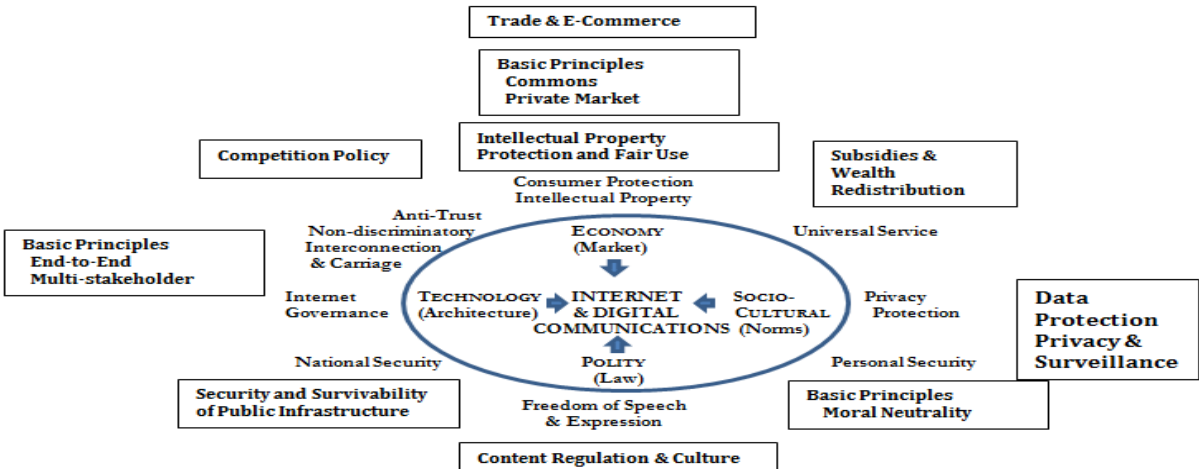 Trade & E-Commerce
Basic Principles
Commons
Private Market
Intellectual Property
Protection and Fair Use
Competition Policy
Subsidies &
Wealth
Redistribution
Consumer Protection
Intellectual Property
Anti-Trust
Non-discriminatory
Interconnection
& Carriage
Universal Service
Basic Principles
End-to-End
Multi-stakeholder
ECONOMY
(Market)
Internet
Governance
TECHNOLOGY
(Architecture)
INTERNET
& DIGITAL
COMMUNICATIONS
SOCIO-
CULTURAL
(Norms)
Privacy
Protection
Data
Protection
Privacy &
Surveillance
National Security
POLITY
(Law)
Personal Security
Security and Survivability
of Public Infrastructure
Freedom of Speech
& Expression
Basic Principles
Moral Neutrality
Content Regulation & Culture